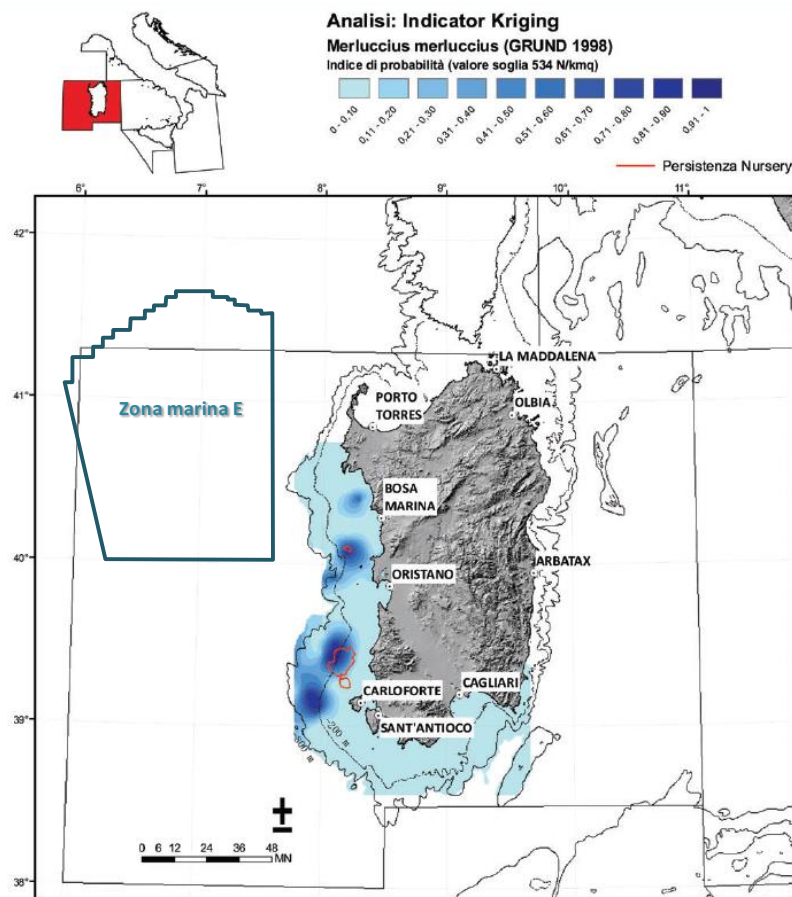 Analisi: Indicator Kriging
Merluccius merluccius (GRUND 1998)
Indice di probabilità (valore soglia 534 N/kmq)
0 - 0,10
0,11 - 0,20
0,21 - 0,30
0,31 - 0,40
0,41 - 0,50
0,51 - 0,60
0,61 - 0,70
0,71 - 0,80
0,81 - 0,90
0,91 - 1
Persistenza Nursery
6° 7° 8° 9° 10° 11°
42°
41°
40°
39°
38°
LA MADDALENA
PORTO
TORRES
OLBIA
Zona marina E
BOSA
MARINA
ARBATAX
ORISTANO
CAGLIARI
CARLOFORTE
SANT'ANTIOCO
-200 m
-800 m
0 6 12 24 36 48
MN